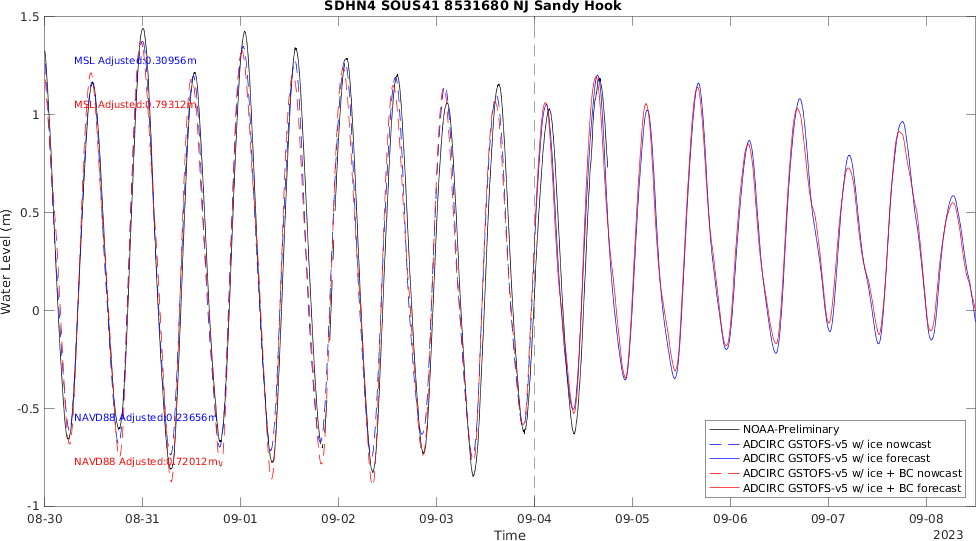 SDHN4 SOUS41 8531680 NJ Sandy Hook
1.5
MSL Adjusted:0.30956m
MSL Adjusted:0.79312m
1
0.5
Water Level (m)
0
-0.5
NAVD88 Adjusted:0.23656m
NAVD88 Adjusted:0.72012m
-1
NOAA-Preliminary
ADCIRC GSTOFS-v5 w/ ice nowcast
ADCIRC GSTOFS-v5 w/ ice forecast
ADCIRC GSTOFS-v5 w/ ice + BC nowcast
ADCIRC GSTOFS-v5 w/ ice + BC forecast
08-30 08-31 09-01 09-02 09-03 09-04 09-05 09-06 09-07 09-08
Time
2023